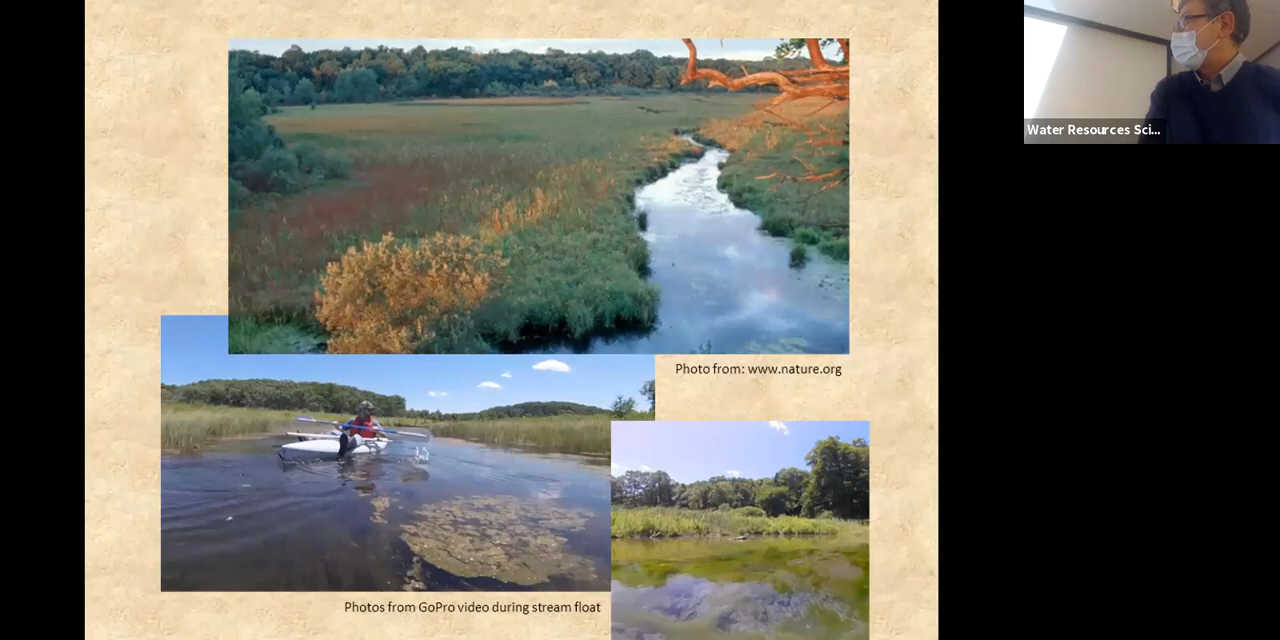 Water Resources Sci...
Photo from: www.nature.org
Photos from GoPro video during stream float